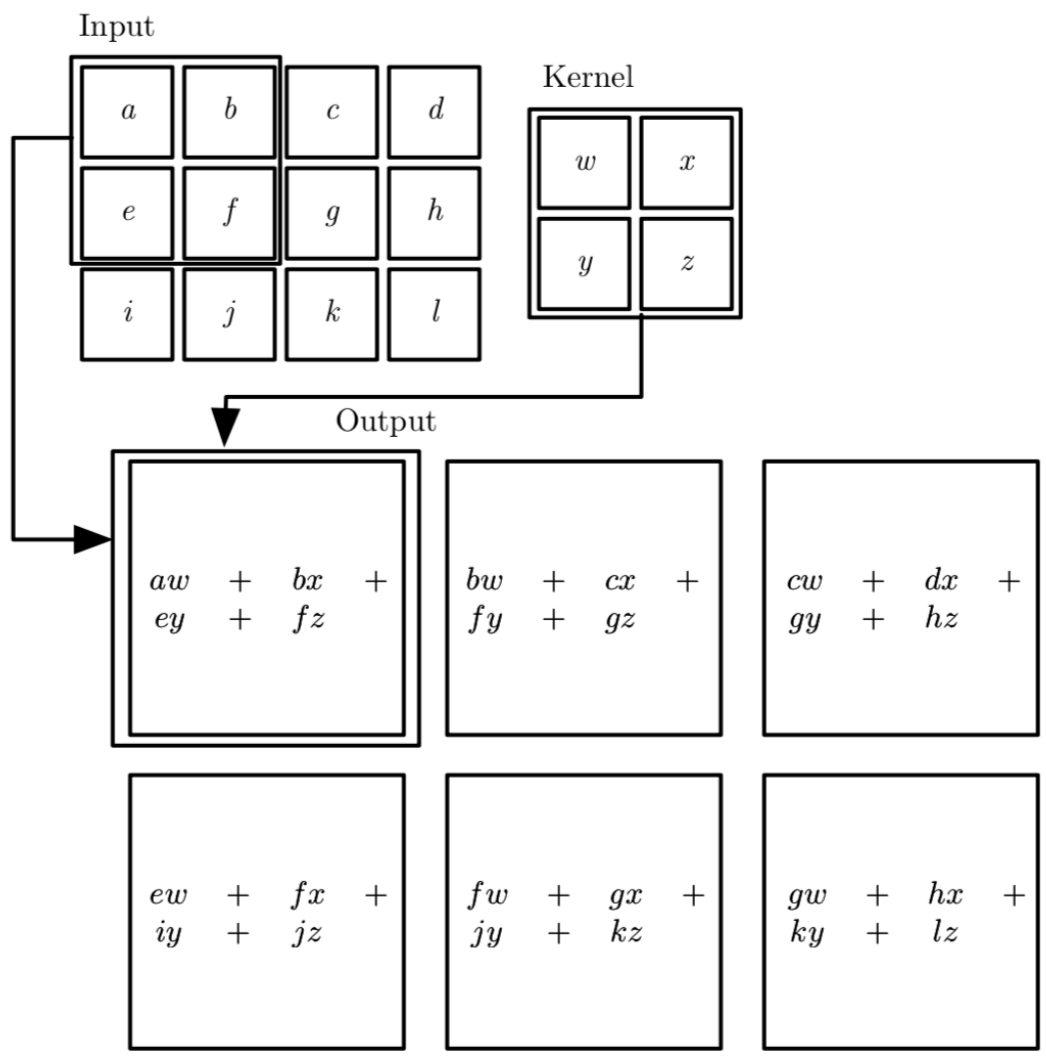 Input
Kernel
a b c d
e f g h
i j k l
w x
y z
Output
aw + bx +
ey + fz
bw + cx +
fy + gz
cw + dx +
gy + hz
ew + fx +
iy + jz
fw + gx +
jy + kz
gw + hx +
ky + lz